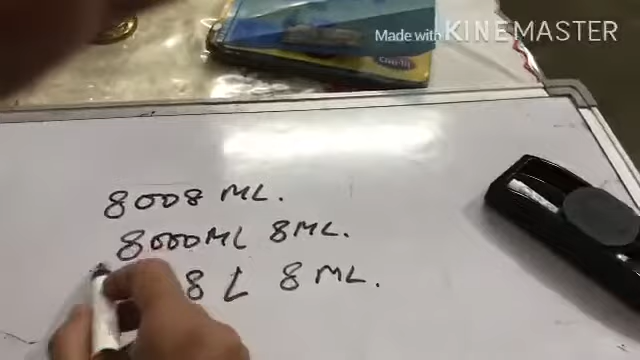 Made with KINEMASTER
8008 ML.
8000ML 8ML.
8 L 8 ML.